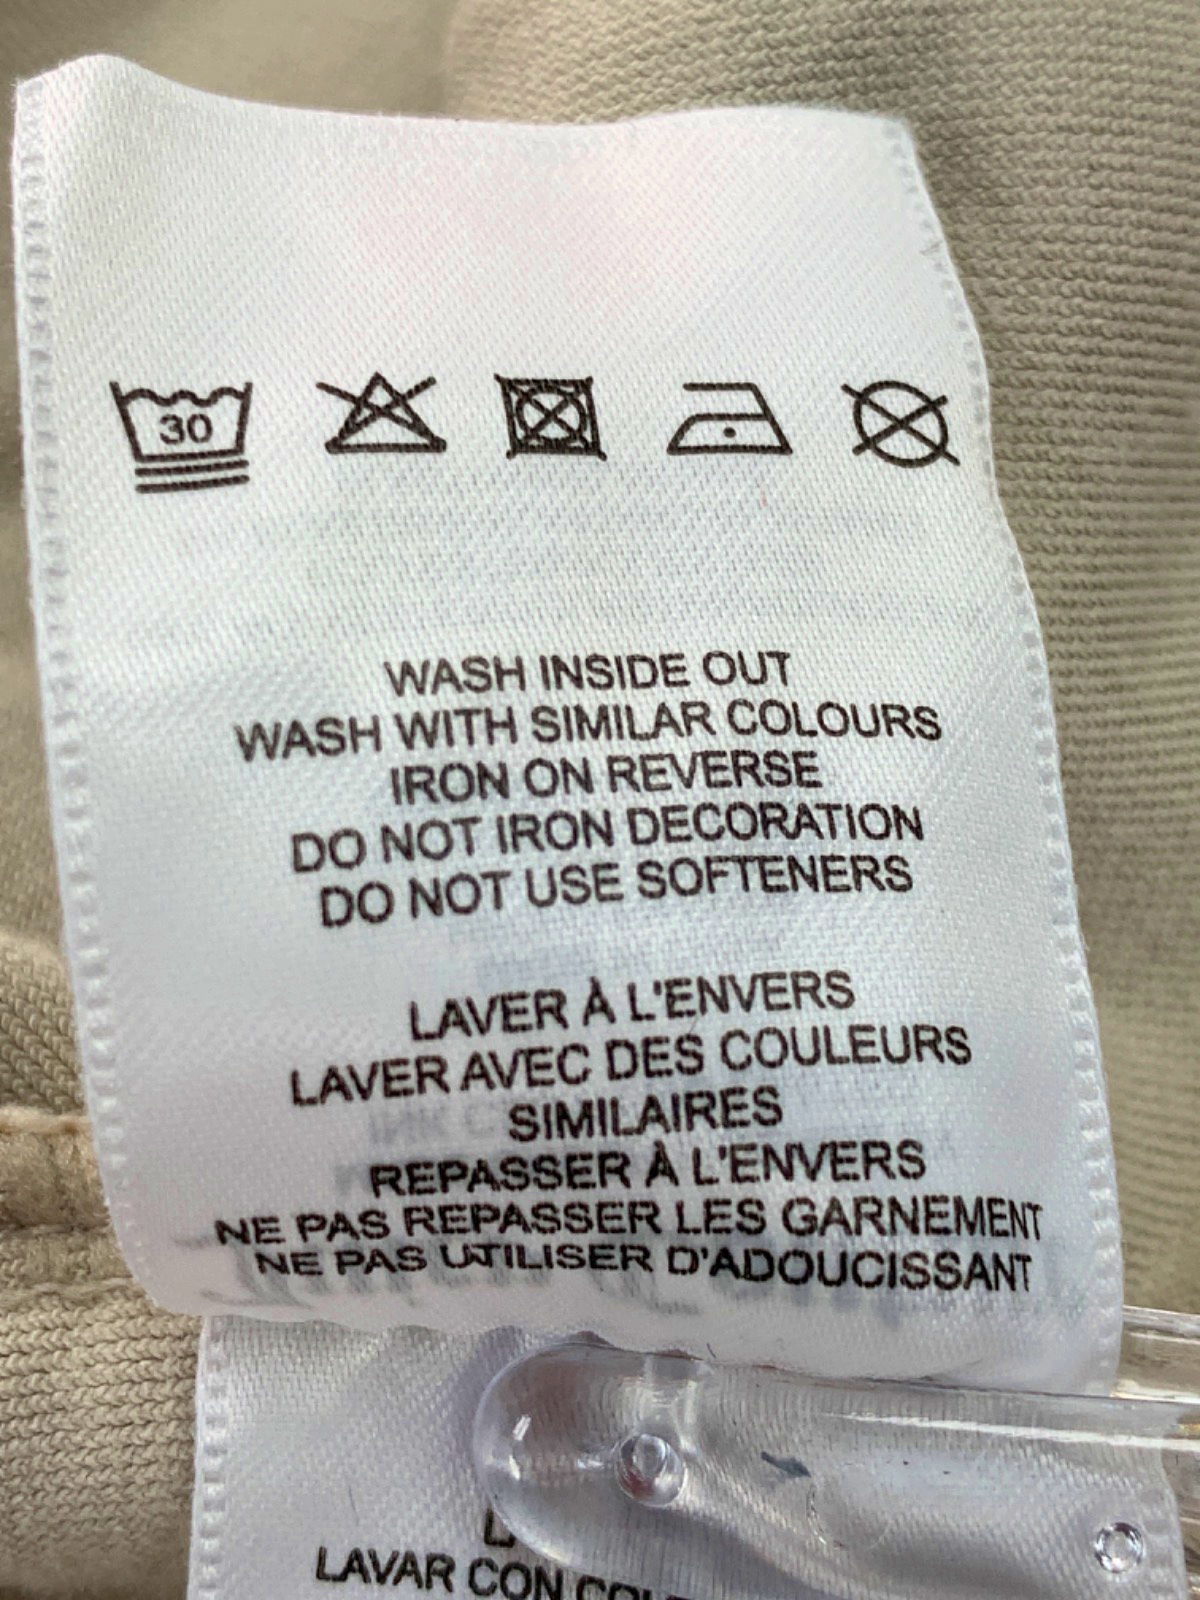 30
WASH INSIDE OUT
WASH WITH SIMILAR COLOURS
IRON ON REVERSE
DO NOT IRON DECORATION
DO NOT USE SOFTENERS
LAVER À L'ENVERS
LAVER AVEC DES COULEURS
SIMILAIRES
REPASSER À L'ENVERS
NE PAS REPASSER LES GARNEMENT
NE PAS UTILISER D'ADOUCISSANT
LAVAR CON